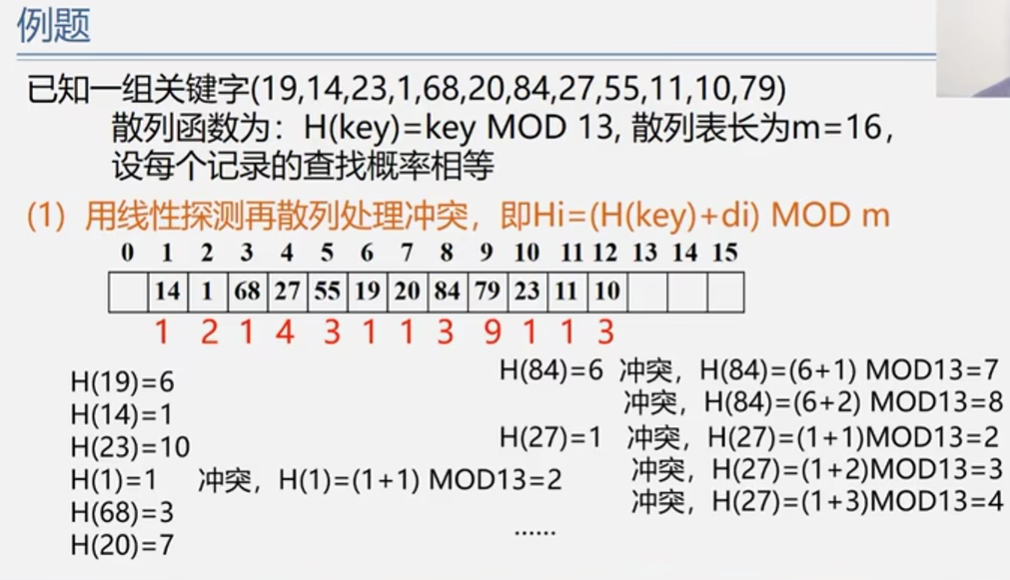 例题
已知一组关键字(19,14,23,1,68,20,84,27,55,11,10,79)
散列函数为：H(key)=key MOD 13, 散列表长为m=16，
设每个记录的查找概率相等
(1) 用线性探测再散列处理冲突，即Hi=(H(key)+di) MOD m
0 1 2 3 4 5 6 7 8 9 10 11 12 13 14 15
14 1 68 27 55 19 20 84 79 23 11 10
1 2 1 4 3 1 1 3 9 1 1 3
H(19)=6
H(14)=1
H(23)=10
H(1)=1 冲突，H(1)=(1+1) MOD13=2
H(68)=3
H(20)=7
H(84)=6 冲突，H(84)=(6+1) MOD13=7
冲突，H(84)=(6+2) MOD13=8
H(27)=1 冲突，H(27)=(1+1)MOD13=2
冲突，H(27)=(1+2)MOD13=3
冲突，H(27)=(1+3)MOD13=4
......